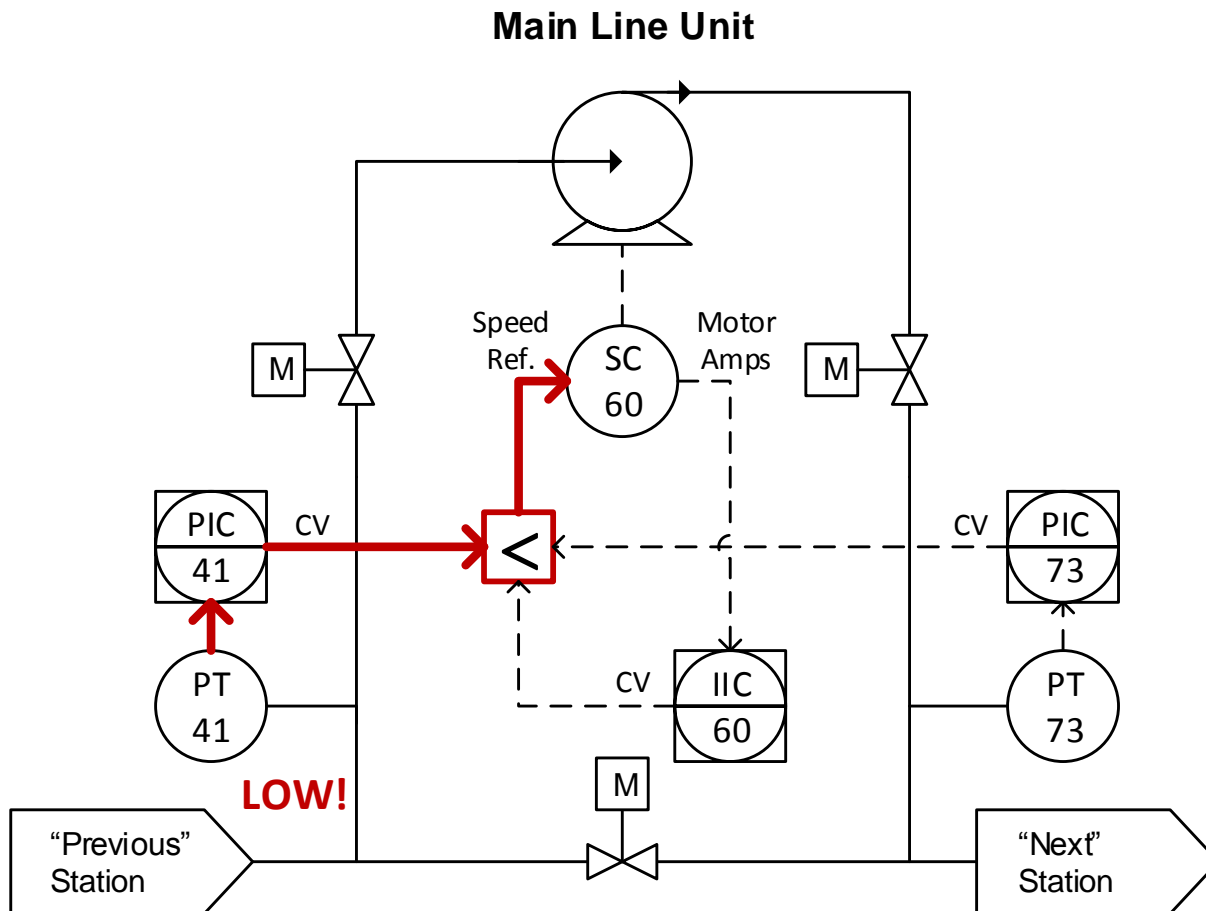 Main Line Unit
Speed
Ref.
Motor
Amps
SC
60
M
M
PIC
41
CV
<
CV
PIC
73
PT
41
CV
IIC
60
PT
73
LOW!
M
“Previous”
Station
“Next”
Station